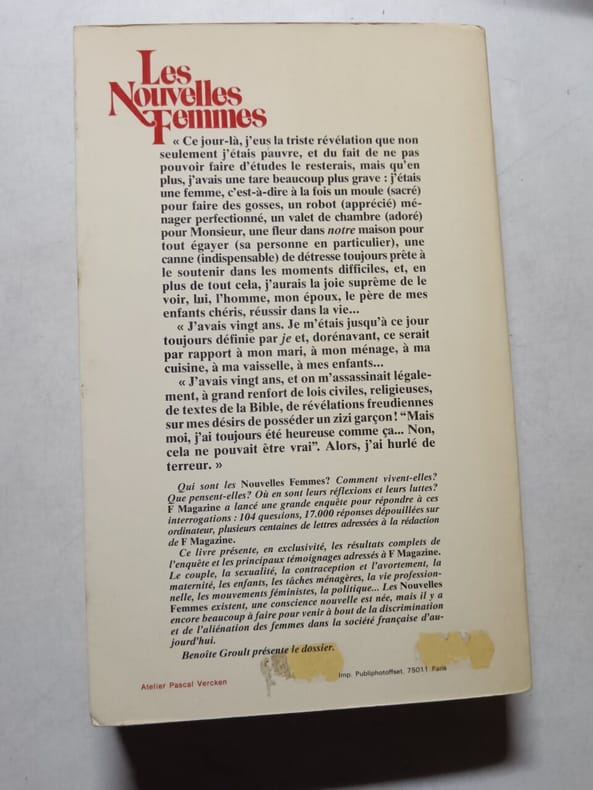 Les
Nouvelles
Femmes
« Ce jour-là, j'eus la triste révélation que non
seulement j'étais pauvre, et du fait de ne pas
pouvoir faire d'études le resterais, mais qu'en
plus, j'avais une tare beaucoup plus grave : j'étais
une femme, c'est-à-dire à la fois un moule (sacré)
pour faire des gosses, un robot (apprécié) mé-
nager perfectionné, un valet de chambre (adoré)
pour Monsieur, une fleur dans notre maison pour
tout égayer (sa personne en particulier), une
canne (indispensable) de détresse toujours prête à
le soutenir dans les moments difficiles, et, en
plus de tout cela, j'aurais la joie suprême de le
voir, lui, l'homme, mon époux, le père de mes
enfants chéris, réussir dans la vie...
« J'avais vingt ans. Je m'étais jusqu'à ce jour
toujours définie par je et, dorénavant, ce serait
par rapport à mon mari, à mon ménage, à ma
cuisine, à ma vaisselle, à mes enfants...
« J'avais vingt ans, et on m'assassinait légale-
ment, à grand renfort de lois civiles, religieuses,
de textes de la Bible, de révélations freudiennes
sur mes désirs de posséder un zizi garçon ! “Mais
moi, j'ai toujours été heureuse comme ça... Non,
cela ne pouvait être vrai”. Alors, j'ai hurlé de
terreur. »
Qui sont les Nouvelles Femmes? Comment vivent-elles?
Que pensent-elles? Où en sont leurs réflexions et leurs luttes?
F Magazine a lancé une grande enquête pour répondre à ces
interrogations : 104 questions, 17.000 réponses dépouillées sur
ordinateur, plusieurs centaines de lettres adressées à la rédaction
de F Magazine.
Ce livre présente, en exclusivité, les résultats complets de
l'enquête et les principaux témoignages adressés à F Magazine.
Le couple, la sexualité, la contraception et l'avortement, la
maternité, les enfants, les tâches ménagères, la vie profession-
nelle, les mouvements féministes, la politique... Les Nouvelles
Femmes existent, une conscience nouvelle est née, mais il y a
encore beaucoup à faire pour venir à bout de la discrimination
et de l'aliénation des femmes dans la société française d'au-
jourd'hui.
Benoîte Groult présente le dossier.
Atelier Pascal Vercken
Imp. Publiphotoffset. 75011 Paris